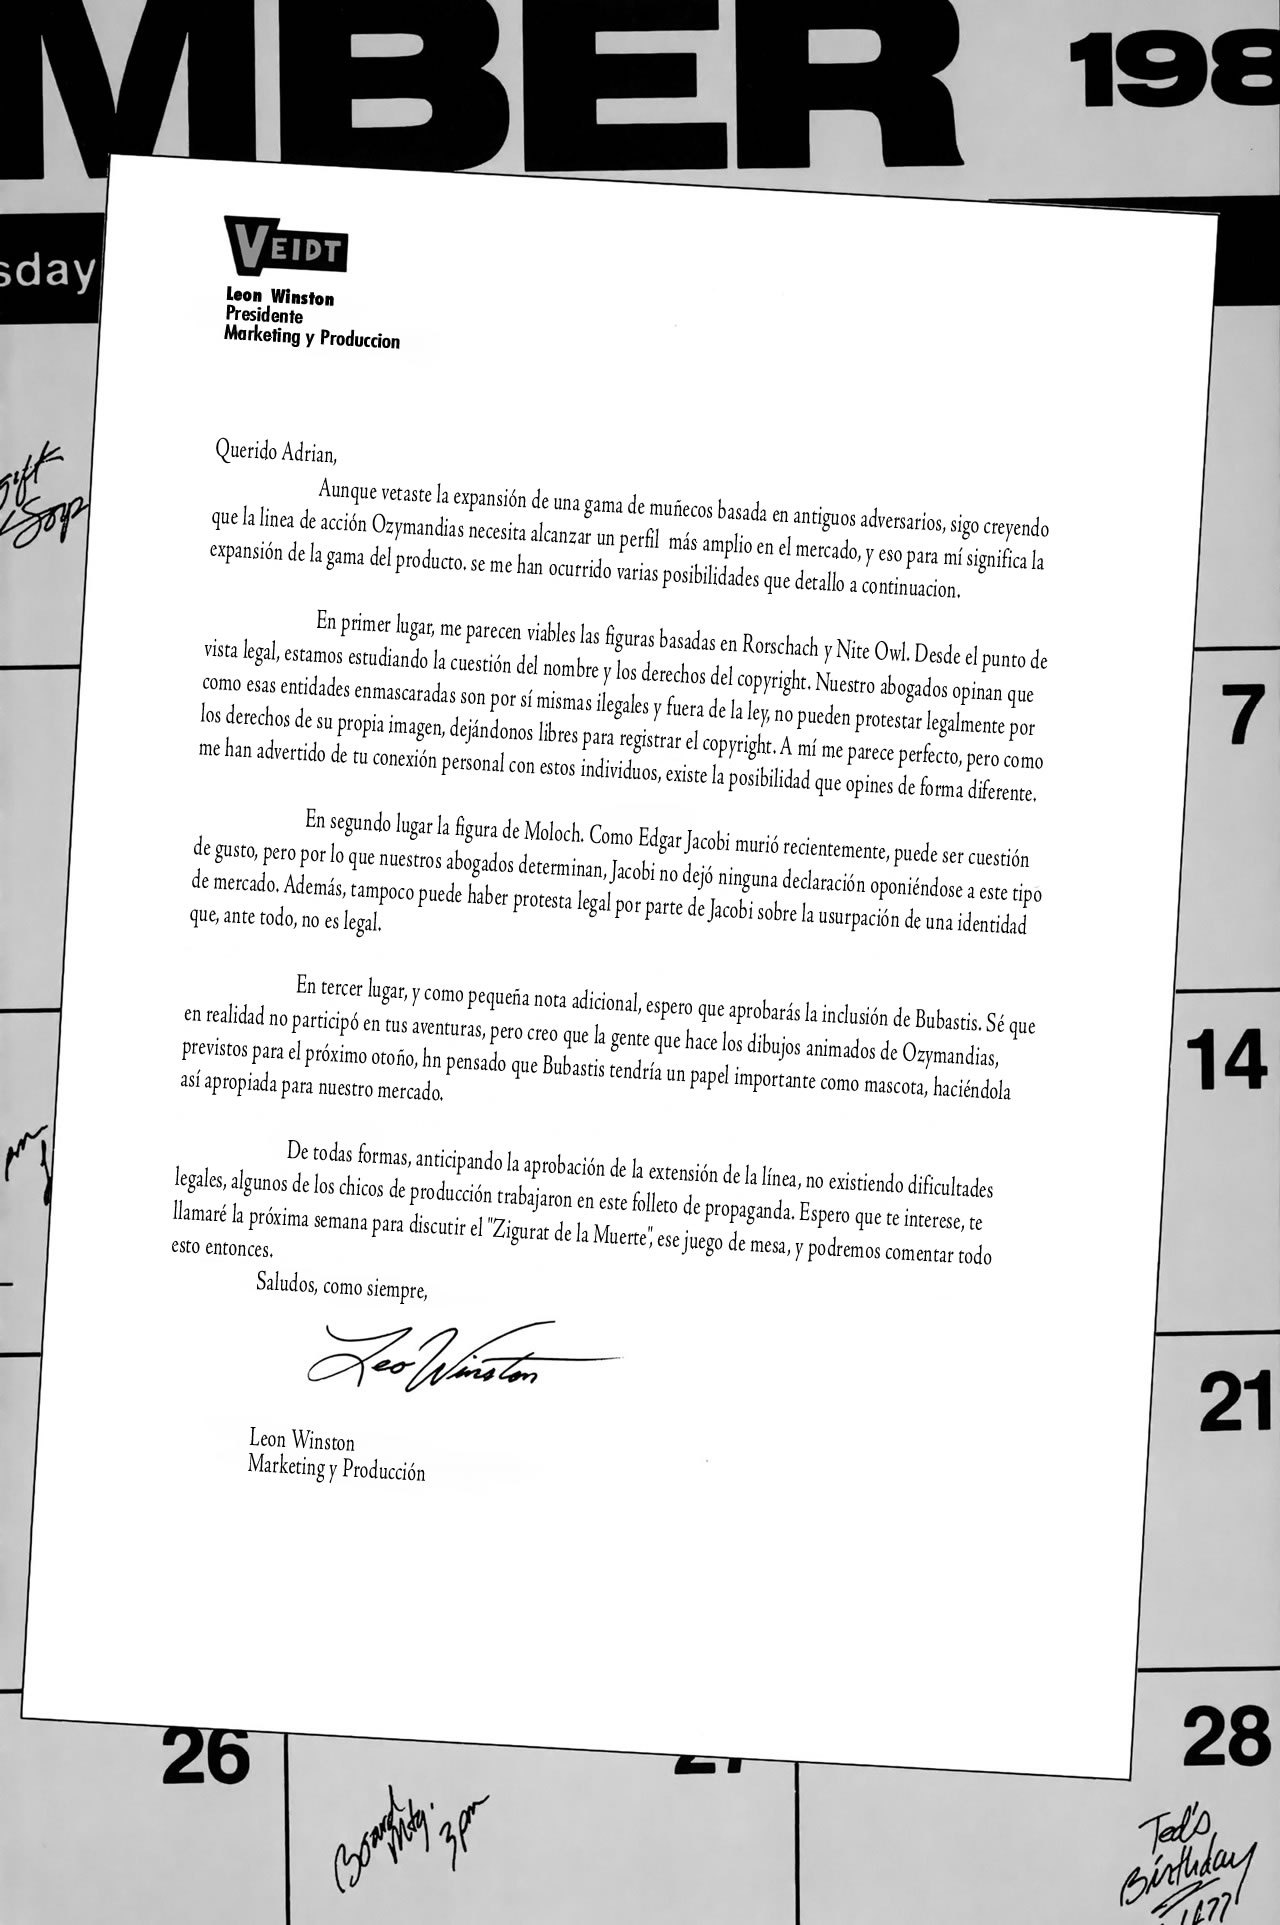 MBER 198
sday
VEIDT
Leon Winston
Presidente
Marketing y Produccion
Querido Adrian,
Aunque vetaste la expansión de una gama de muñecos basada en antiguos adversarios, sigo creyendo
que la linea de acción Ozymandias necesita alcanzar un perfil más amplio en el mercado, y eso para mí significa la
expansión de la gama del producto. se me han ocurrido varias posibilidades que detallo a continuacion.
En primer lugar, me parecen viables las figuras basadas en Rorschach y Nite Owl. Desde el punto de
vista legal, estamos estudiando la cuestión del nombre y los derechos del copyright. Nuestro abogados opinan que
como esas entidades enmascaradas son por sí mismas ilegales y fuera de la ley, no pueden protestar legalmente por
los derechos de su propia imagen, dejándonos libres para registrar el copyright. A mí me parece perfecto, pero como
me han advertido de tu conexión personal con estos individuos, existe la posibilidad que opines de forma diferente.
En segundo lugar la figura de Moloch. Como Edgar Jacobi murió recientemente, puede ser cuestión
de gusto, pero por lo que nuestros abogados determinan, Jacobi no dejó ninguna declaración oponiéndose a este tipo
de mercado. Además, tampoco puede haber protesta legal por parte de Jacobi sobre la usurpación de una identidad
que, ante todo, no es legal.
En tercer lugar, y como pequeña nota adicional, espero que aprobarás la inclusión de Bubastis. Sé que
en realidad no participó en tus aventuras, pero creo que la gente que hace los dibujos animados de Ozymandias,
previstos para el próximo otoño, hn pensado que Bubastis tendría un papel importante como mascota, haciéndola
así apropiada para nuestro mercado.
De todas formas, anticipando la aprobación de la extensión de la línea, no existiendo dificultades
legales, algunos de los chicos de producción trabajaron en este folleto de propaganda. Espero que te interese, te
llamaré la próxima semana para discutir el "Zigurat de la Muerte", ese juego de mesa, y podremos comentar todo
esto entonces.
Saludos, como siempre,
Leo Winston
Leon Winston
Marketing y Producción
7
14
21
26
27
28
Board
Mtg.
3pm
Ted's
Birthday